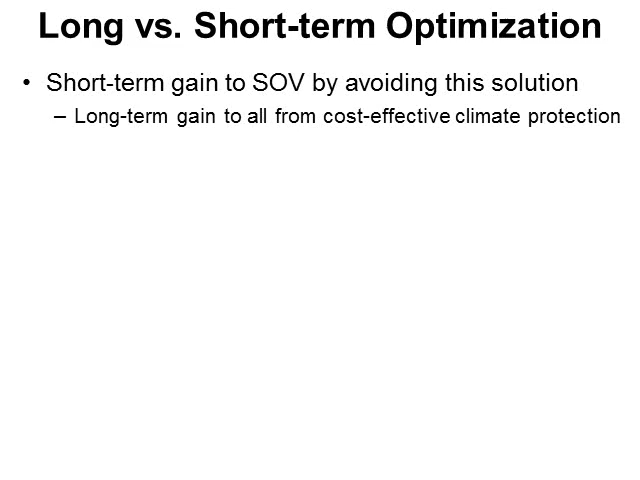 Long vs. Short-term Optimization
• Short-term gain to SOV by avoiding this solution
– Long-term gain to all from cost-effective climate protection